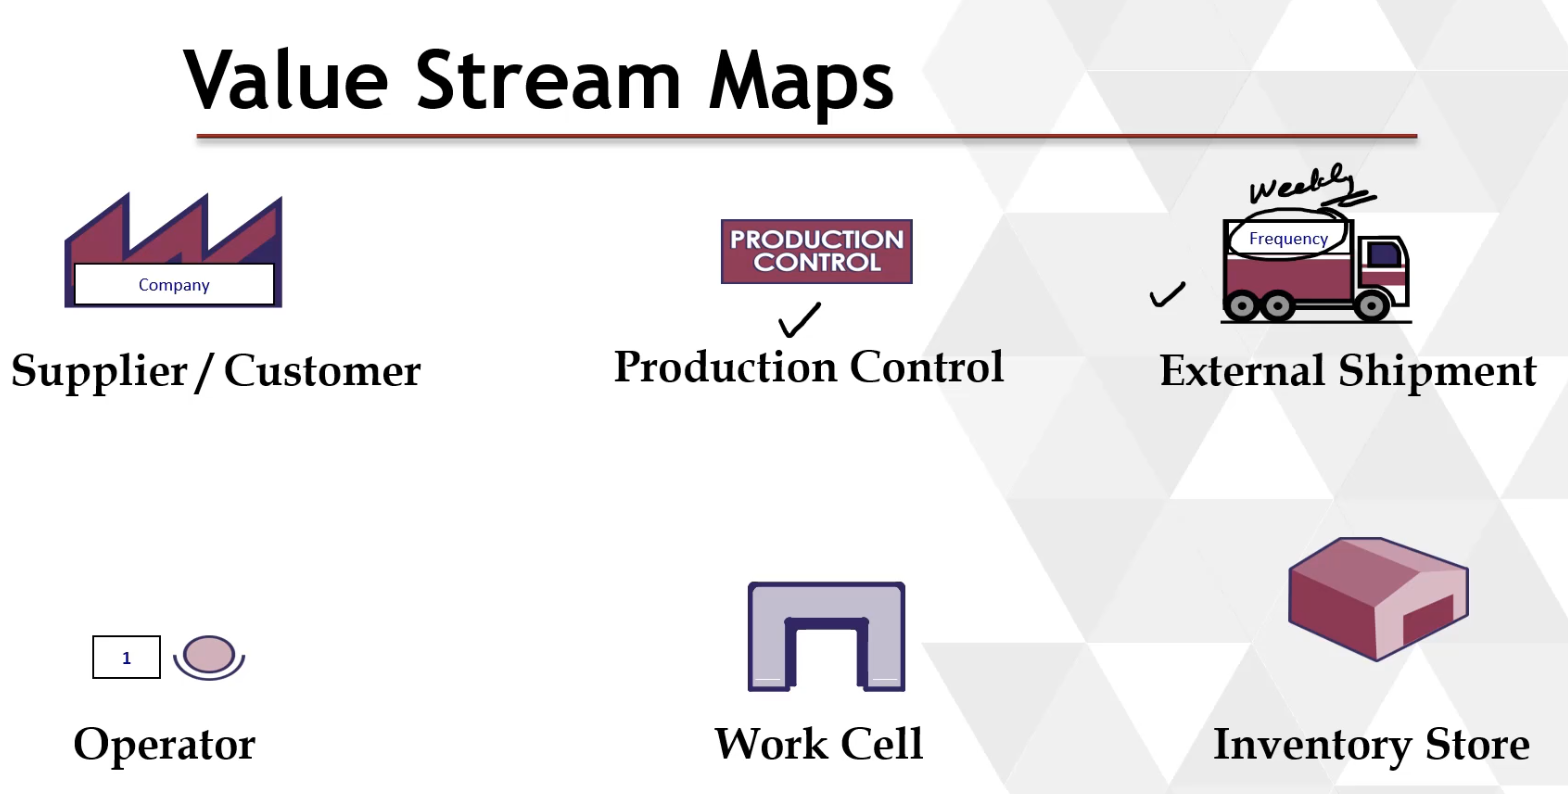 Value Stream Maps
Weekly
Company
PRODUCTION
CONTROL
Frequency
Supplier / Customer
Production Control
External Shipment
1
Operator
Work Cell
Inventory Store